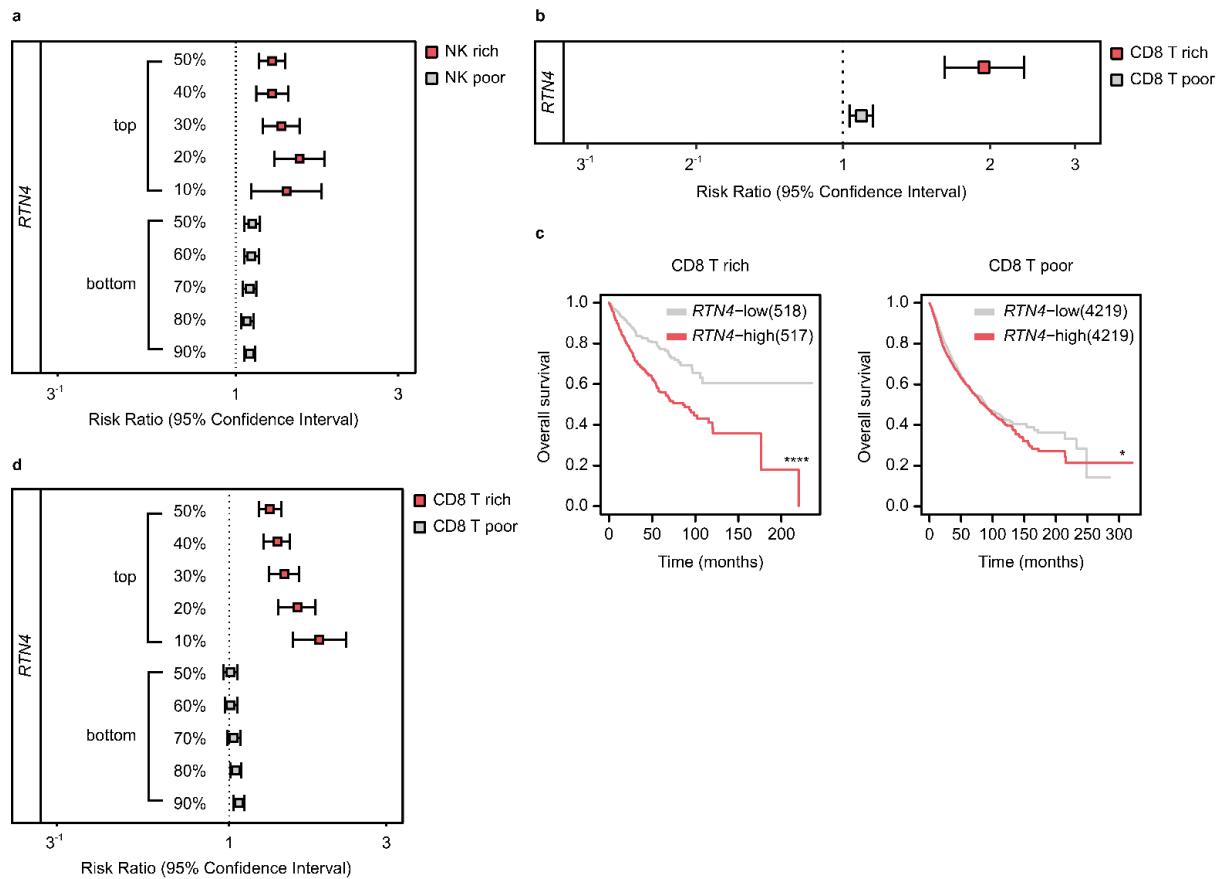 a
NK rich
NK poor
RTN4
top
50%
40%
30%
20%
10%
bottom
50%
60%
70%
80%
90%
3⁻¹ 1 3
Risk Ratio (95% Confidence Interval)
b
CD8 T rich
CD8 T poor
RTN4
3⁻¹ 2⁻¹ 1 2 3
Risk Ratio (95% Confidence Interval)
c
CD8 T rich
Overall survival
1.0
0.8
0.6
0.4
0.2
0.0
RTN4−low(518)
RTN4−high(517)
****
0 50 100 150 200
Time (months)
CD8 T poor
Overall survival
1.0
0.8
0.6
0.4
0.2
0.0
RTN4−low(4219)
RTN4−high(4219)
*
0 50 100 150 200 250 300
Time (months)
d
CD8 T rich
CD8 T poor
RTN4
top
50%
40%
30%
20%
10%
bottom
50%
60%
70%
80%
90%
3⁻¹ 1 3
Risk Ratio (95% Confidence Interval)